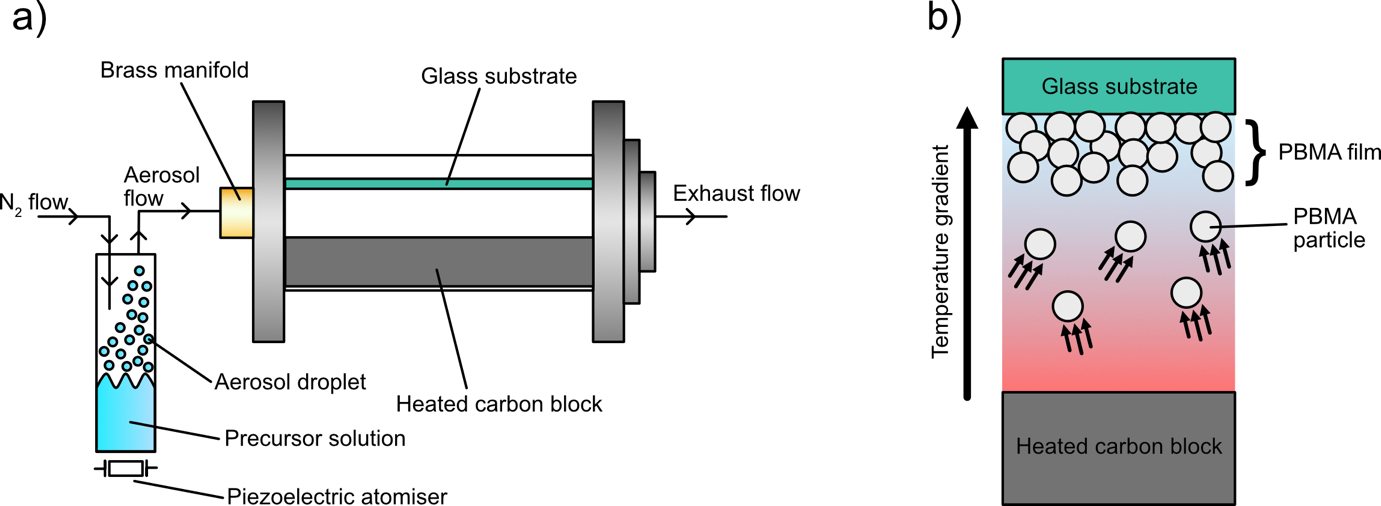 a)
Brass manifold
Glass substrate
N2 flow
Aerosol
flow
Exhaust flow
Aerosol droplet
Heated carbon block
Precursor solution
Piezoelectric atomiser
b)
Glass substrate
PBMA film
Temperature gradient
PBMA
particle
Heated carbon block